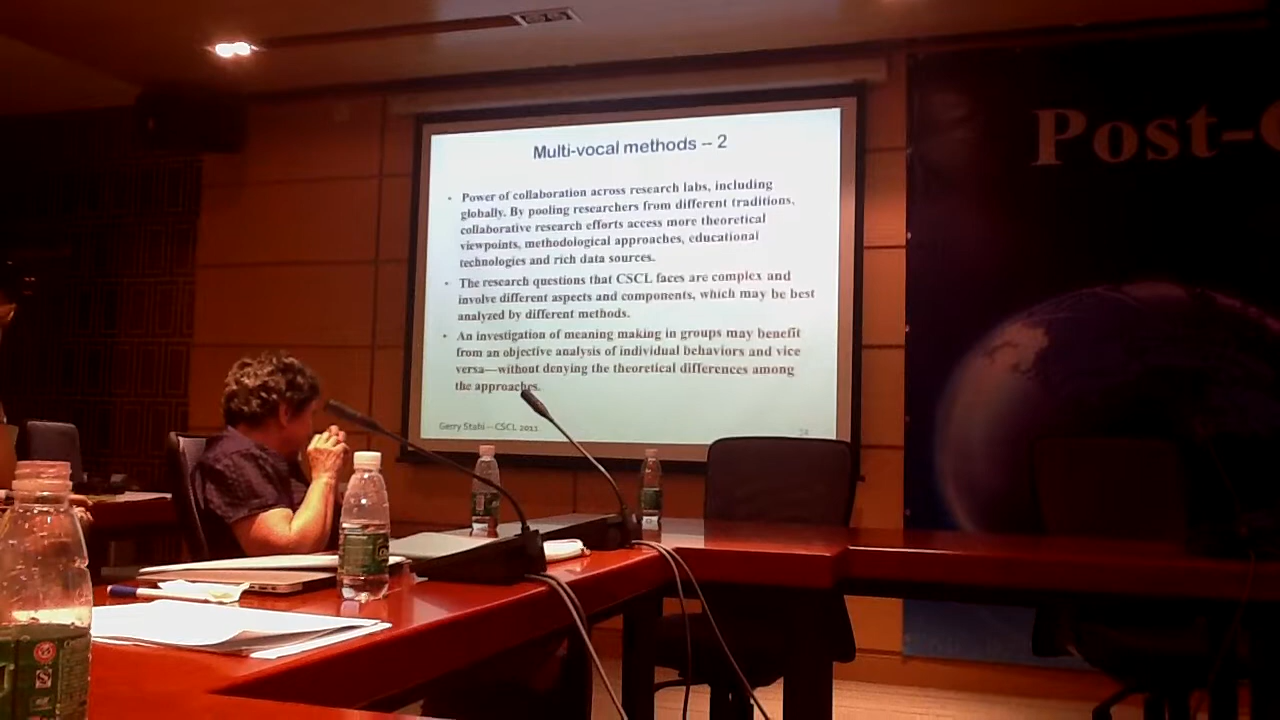 Multi-vocal methods – 2
• Power of collaboration across research labs, including
globally. By pooling researchers from different traditions,
collaborative research efforts access more theoretical
viewpoints, methodological approaches, educational
technologies and rich data sources.
• The research questions that CSCL faces are complex and
involve different aspects and components, which may be best
analyzed by different methods.
• An investigation of meaning making in groups may benefit
from an objective analysis of individual behaviors and vice
versa—without denying the theoretical differences among
the approaches.
Gerry Stahl -- CSCL 2011
Post-